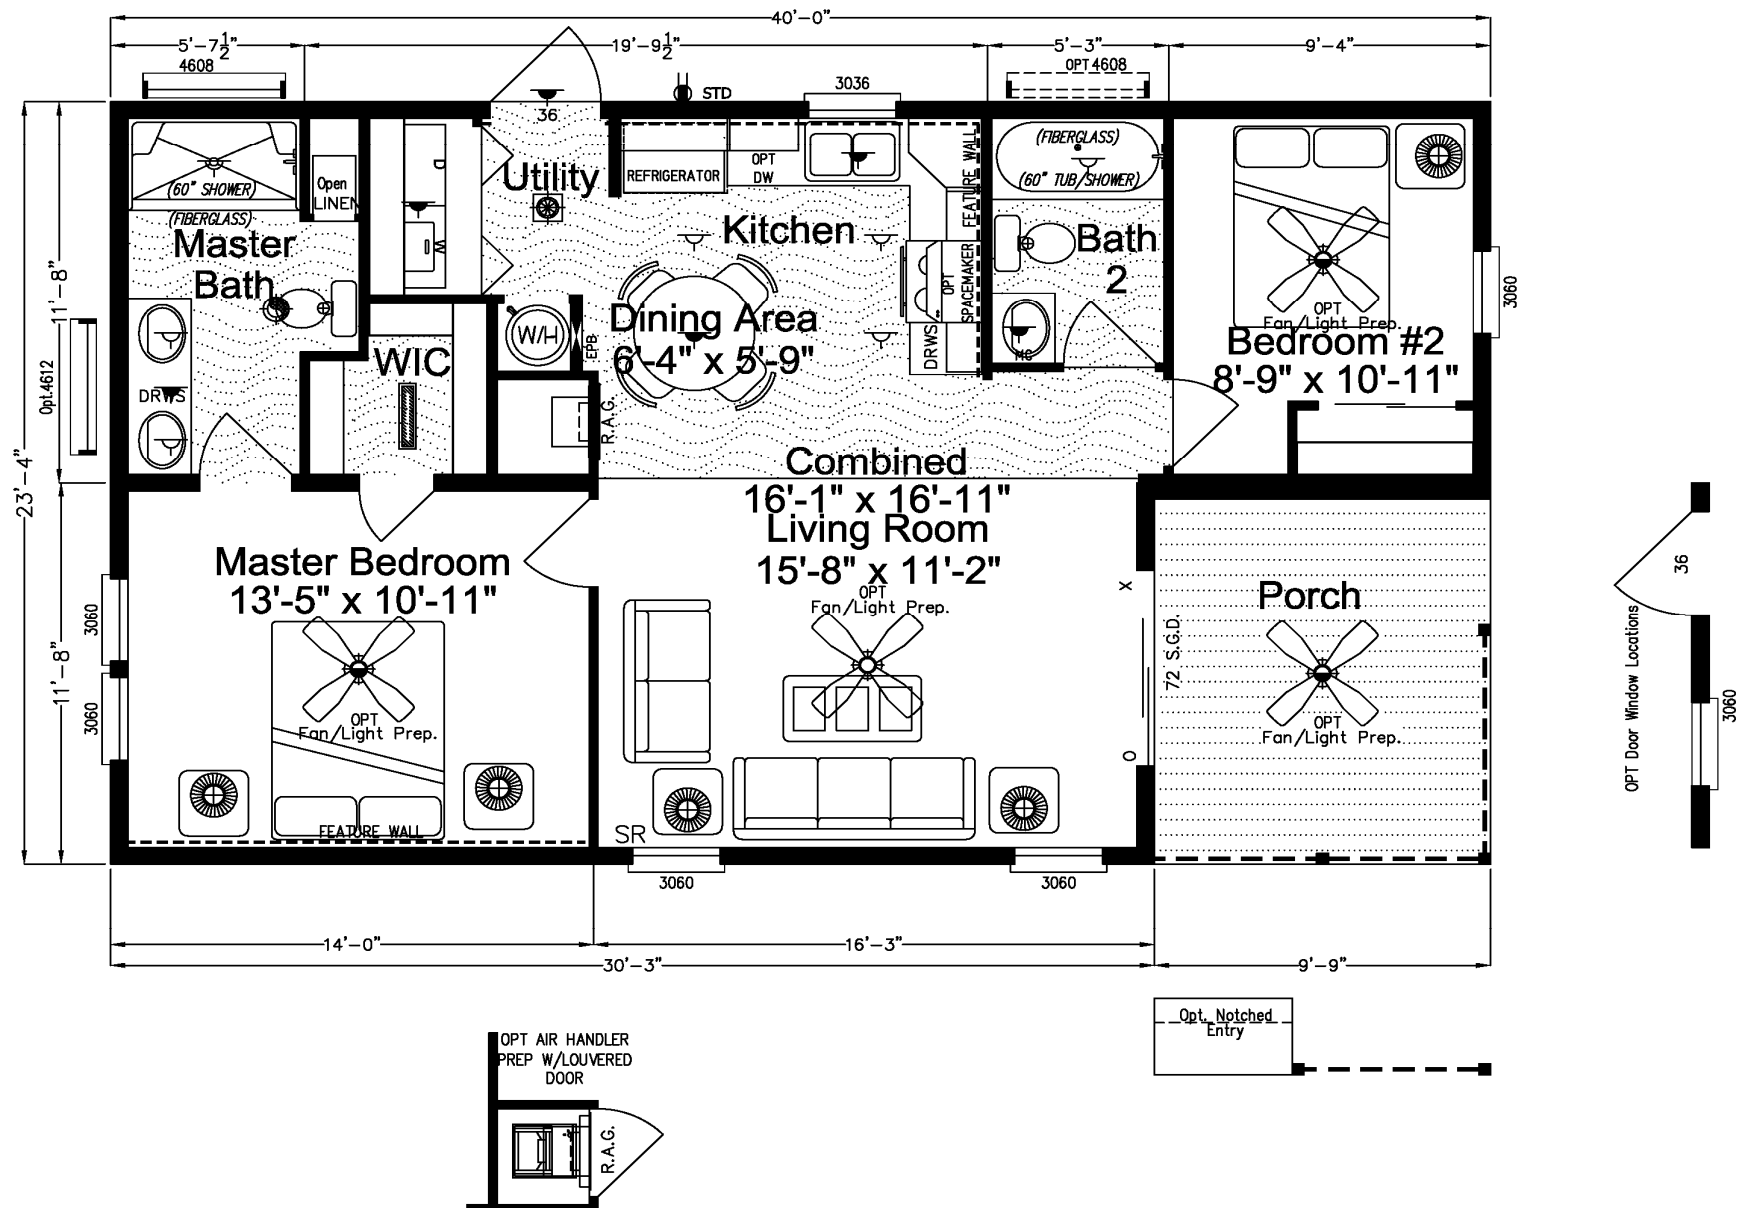 40'-0"
5'-7½"
19'-9½"
5'-3"
9'-4"
4608
OPT 4608
3036
STD
36
(60" SHOWER)
(FIBERGLASS)
Open
LINEN
Master
Bath
DRWS
D
W
Utility
REFRIGERATOR
OPT
DW
Kitchen
FEATURE WALL
OPT
SPACEMAKER
DRWS
(FIBERGLASS)
(60" TUB/SHOWER)
Bath
2
MC
OPT
Fan/Light Prep.
Bedroom #2
8'-9" x 10'-11"
3060
Dining Area
6'-4" x 5'-9"
W/H
EPB
WIC
R.A.G.
11'-8"
23'-4"
11'-8"
Opt.4612
Combined
16'-1" x 16'-11"
Living Room
15'-8" x 11'-2"
OPT
Fan/Light Prep.
Master Bedroom
13'-5" x 10'-11"
3060
3060
OPT
Fan/Light Prep.
FEATURE WALL
SR
X
72 S.G.D.
O
Porch
OPT
Fan/Light Prep.
36
OPT Door Window Locations
3060
3060
3060
14'-0"
16'-3"
30'-3"
9'-9"
Opt. Notched
Entry
OPT AIR HANDLER
PREP W/LOUVERED
DOOR
R.A.G.